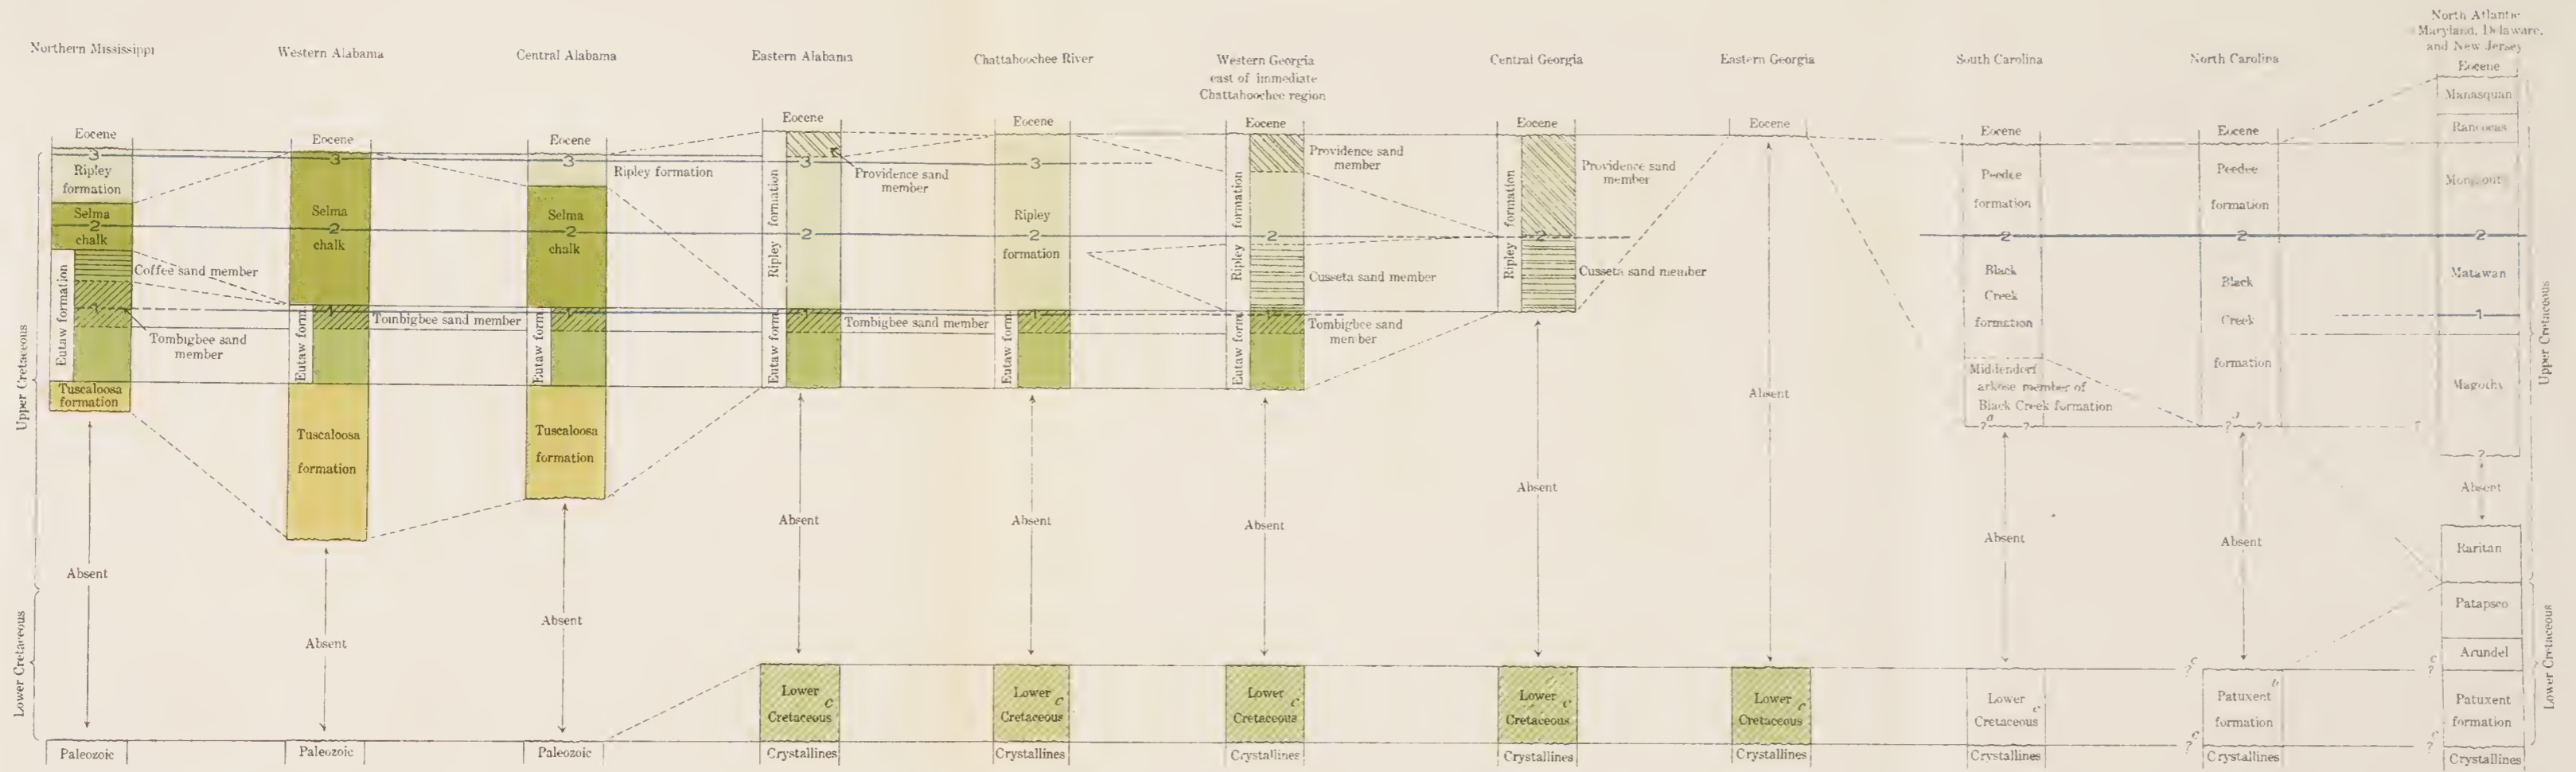 Northern Mississippi
Western Alabama
Central Alabama
Eastern Alabama
Chattahoochee River
Western Georgia
east of immediate
Chattahoochee region
Central Georgia
Eastern Georgia
South Carolina
North Carolina
North Atlantic
Maryland, Delaware,
and New Jersey
Upper Cretaceous
Lower Cretaceous
Eocene
3
Ripley
formation
Selma
2
chalk
Eutaw formation
1
Tuscaloosa
formation
Coffee sand member
Tombigbee sand
member
Absent
Paleozoic
Eocene
3
Selma
2
chalk
1
Eutaw form.
Tombigbee sand member
Tuscaloosa
formation
Absent
Paleozoic
Eocene
3
Ripley formation
Selma
2
chalk
1
Eutaw form.
Tombigbee sand member
Tuscaloosa
formation
Absent
Paleozoic
Eocene
3
Providence sand
member
Ripley formation
2
1
Eutaw form.
Tombigbee sand member
Absent
Lower
c
Cretaceous
Crystallines
Eocene
3
Ripley
2
formation
1
Eutaw form.
Absent
Lower
c
Cretaceous
Crystallines
Eocene
Providence sand
member
Ripley formation
2
Cusseta sand member
1
Eutaw form.
Tombigbee sand
member
Absent
Lower
c
Cretaceous
Crystallines
Eocene
Providence sand
member
Ripley formation
2
Cusseta sand member
Absent
Lower
c
Cretaceous
Crystallines
Eocene
Absent
Lower
c
Cretaceous
Crystallines
Eocene
Peedee
formation
2
Black
Creek
formation
Middendorf
arkose member of
Black Creek formation
a
? ?
Absent
Lower
c
Cretaceous
Crystallines
Eocene
Peedee
formation
2
Black
Creek
formation
a
? ?
Absent
c
?
Patuxent
b
formation
c
?
Crystallines
Eocene
Manasquan
Rancocas
Monmouth
2
Matawan
1
Magothy
?
?
Absent
Raritan
Patapsco
Arundel
c
?
Patuxent
formation
c
?
Crystallines
Upper Cretaceous
Lower Cretaceous